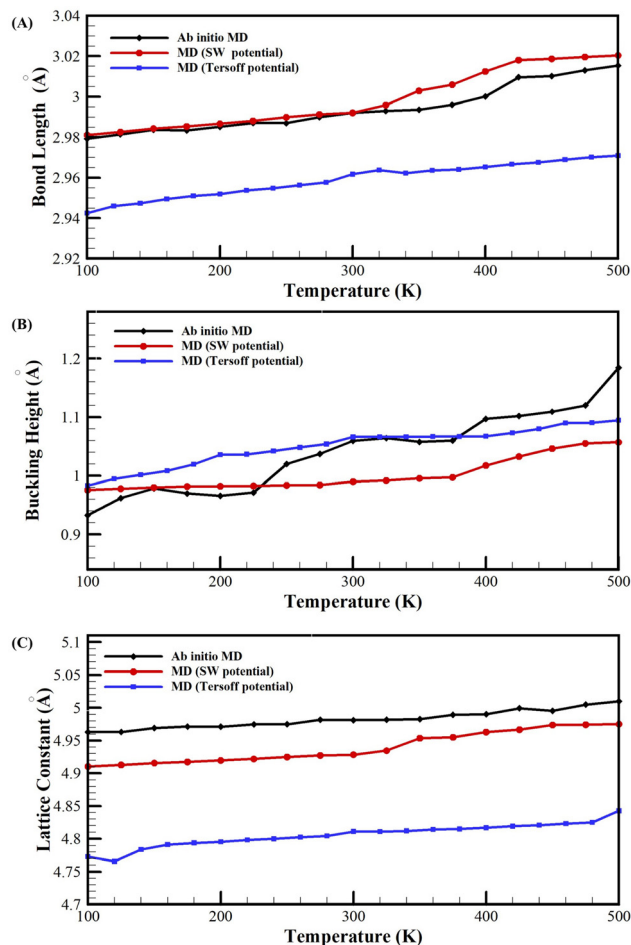 (A)
3.04
3.02
3
2.98
2.96
2.94
2.92
Bond Length (Å)
Ab initio MD
MD (SW potential)
MD (Tersoff potential)
100 200 300 400 500
Temperature (K)
(B)
1.2
1.1
1
0.9
Buckling Height (Å)
Ab initio MD
MD (SW potential)
MD (Tersoff potential)
100 200 300 400 500
Temperature (K)
(C)
5.1
5.05
5
4.95
4.9
4.85
4.8
4.75
4.7
Lattice Constant (Å)
Ab initio MD
MD (SW potential)
MD (Tersoff potential)
100 200 300 400 500
Temperature (K)